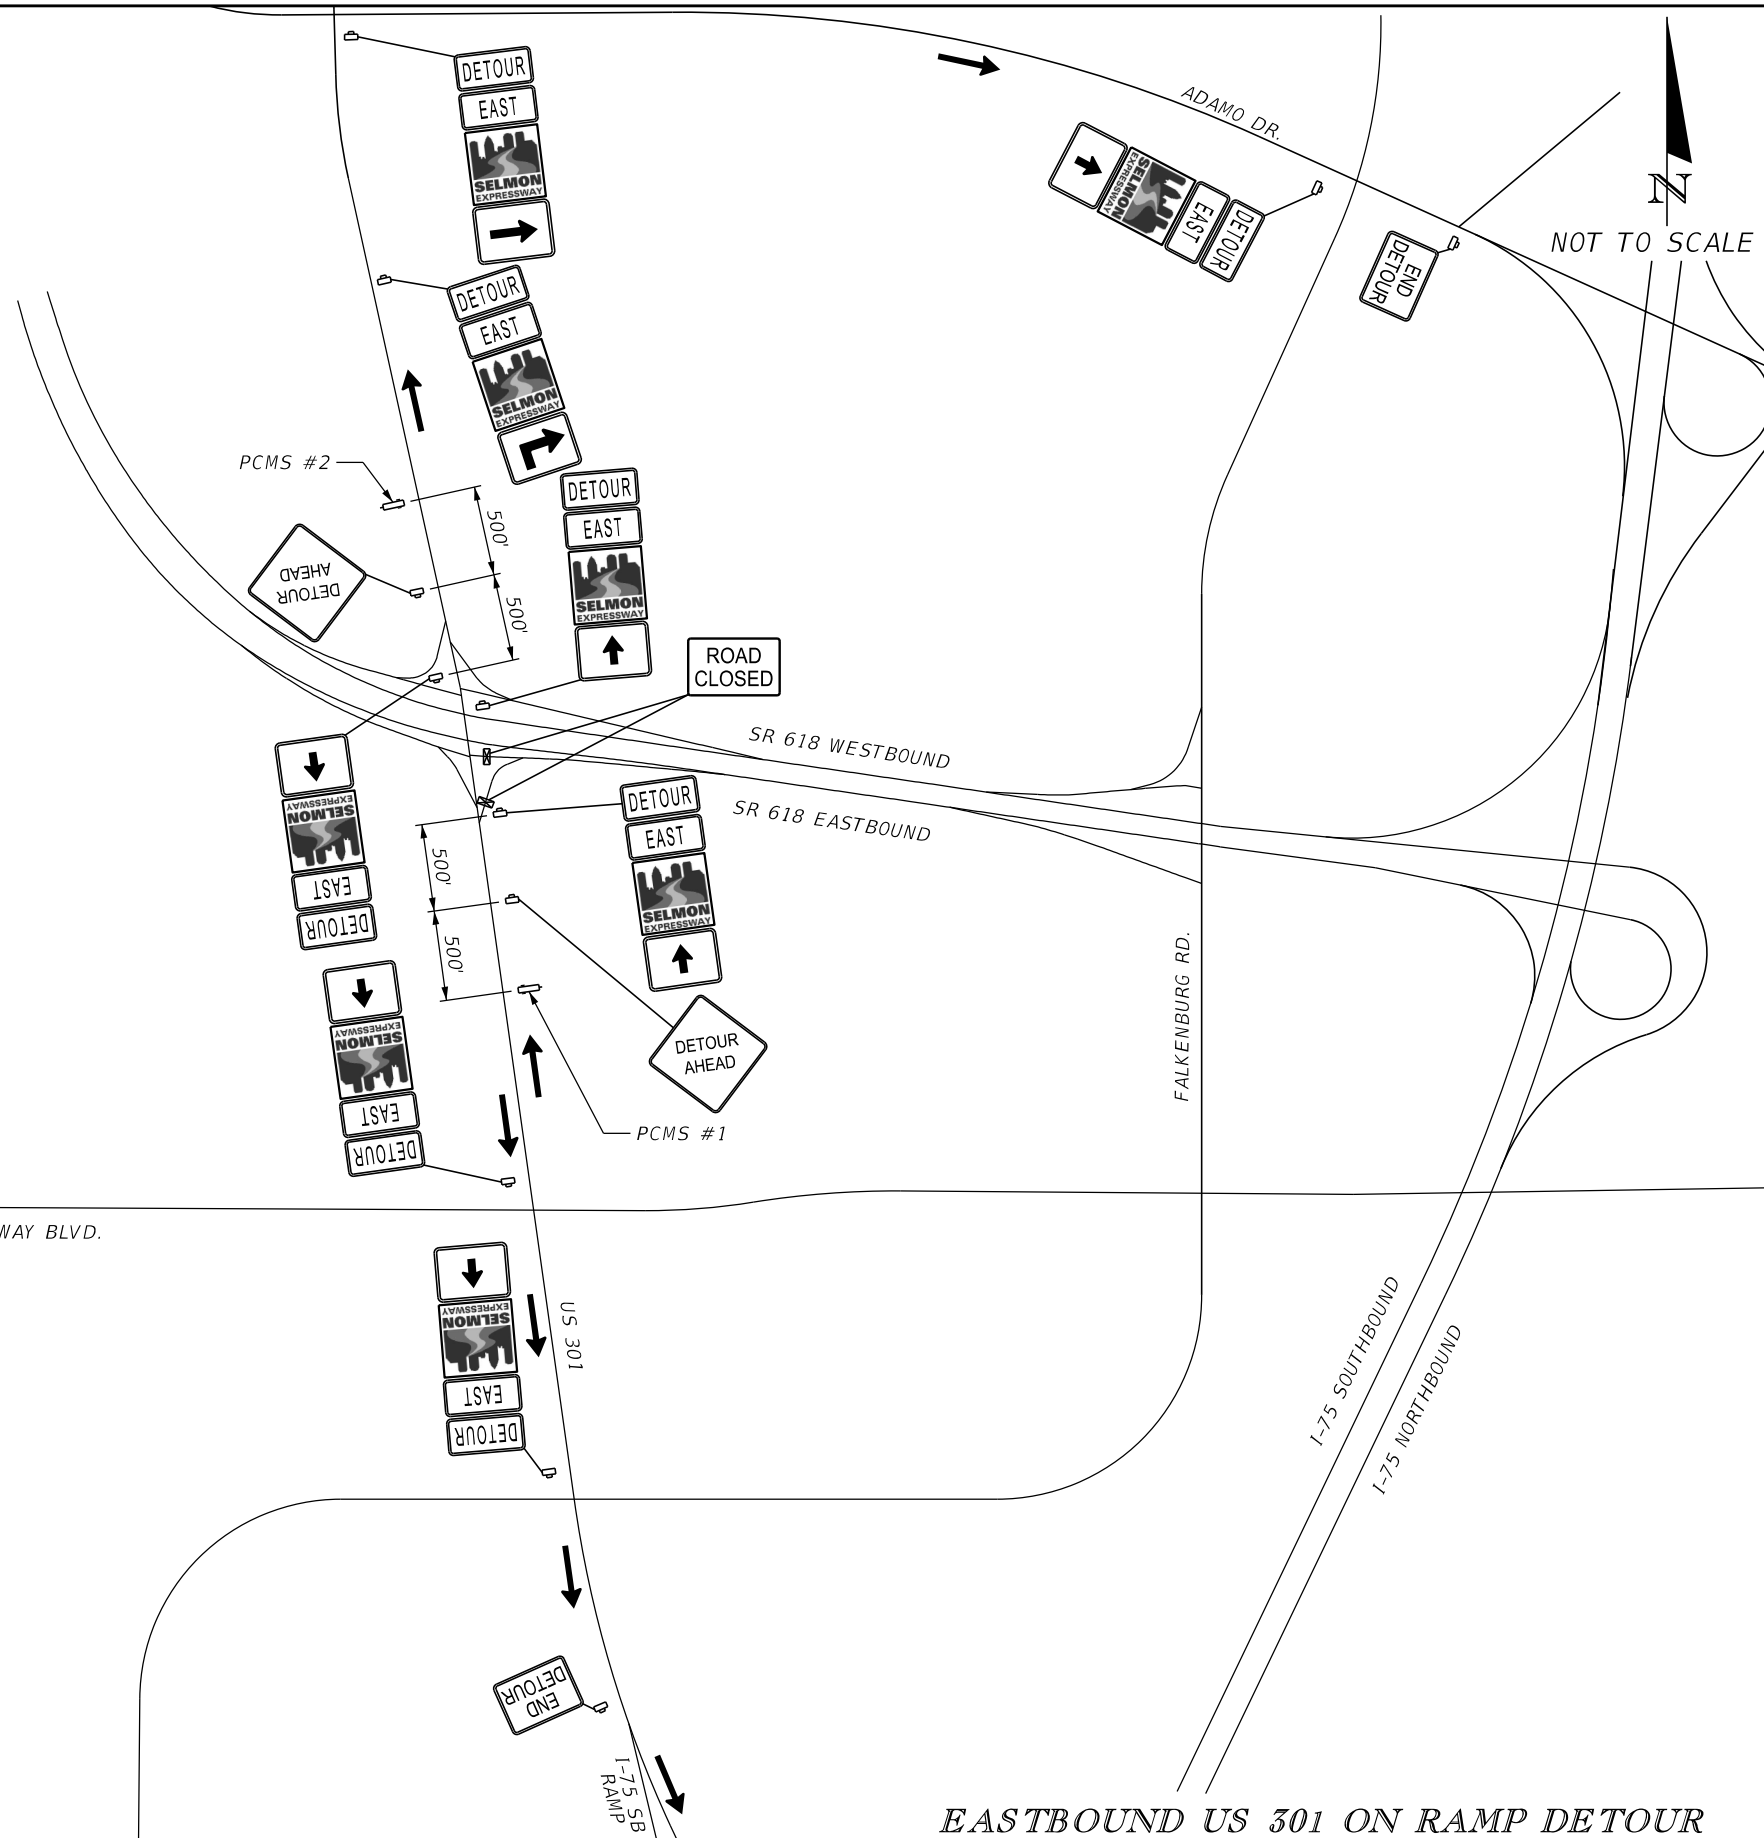 DETOUR
EAST
SELMON
EXPRESSWAY
ADAMO DR.
SELMON
EXPRESSWAY
EAST
DETOUR
END
DETOUR
N
NOT TO SCALE
DETOUR
EAST
SELMON
EXPRESSWAY
PCMS #2
500'
500'
DETOUR
AHEAD
DETOUR
EAST
SELMON
EXPRESSWAY
ROAD
CLOSED
SR 618 WESTBOUND
SR 618 EASTBOUND
DETOUR
EAST
SELMON
EXPRESSWAY
DETOUR
EAST
SELMON
EXPRESSWAY
500'
500'
DETOUR
AHEAD
PCMS #1
DETOUR
EAST
SELMON
EXPRESSWAY
FALKENBURG RD.
WAY BLVD.
DETOUR
EAST
SELMON
EXPRESSWAY
US 301
I-75 SOUTHBOUND
I-75 NORTHBOUND
END
DETOUR
I-75 SB
RAMP
EASTBOUND US 301 ON RAMP DETOUR